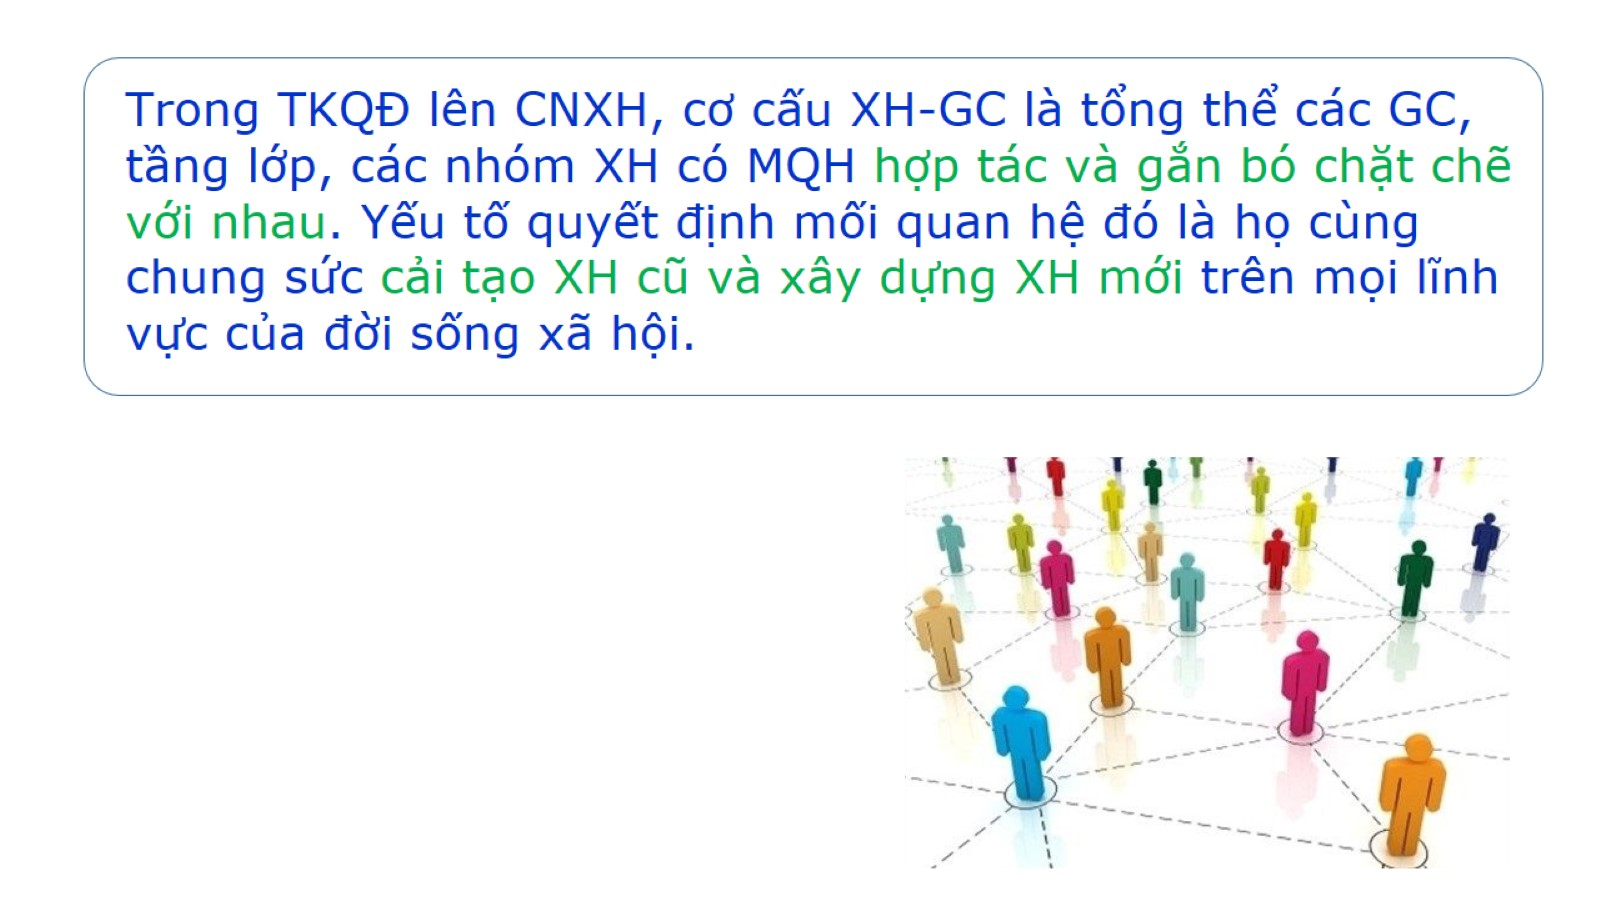 Trong TKQĐ lên CNXH, cơ cấu XH-GC là tổng thể các GC,
tầng lớp, các nhóm XH có MQH hợp tác và gắn bó chặt chẽ
với nhau. Yếu tố quyết định mối quan hệ đó là họ cùng
chung sức cải tạo XH cũ và xây dựng XH mới trên mọi lĩnh
vực của đời sống xã hội.